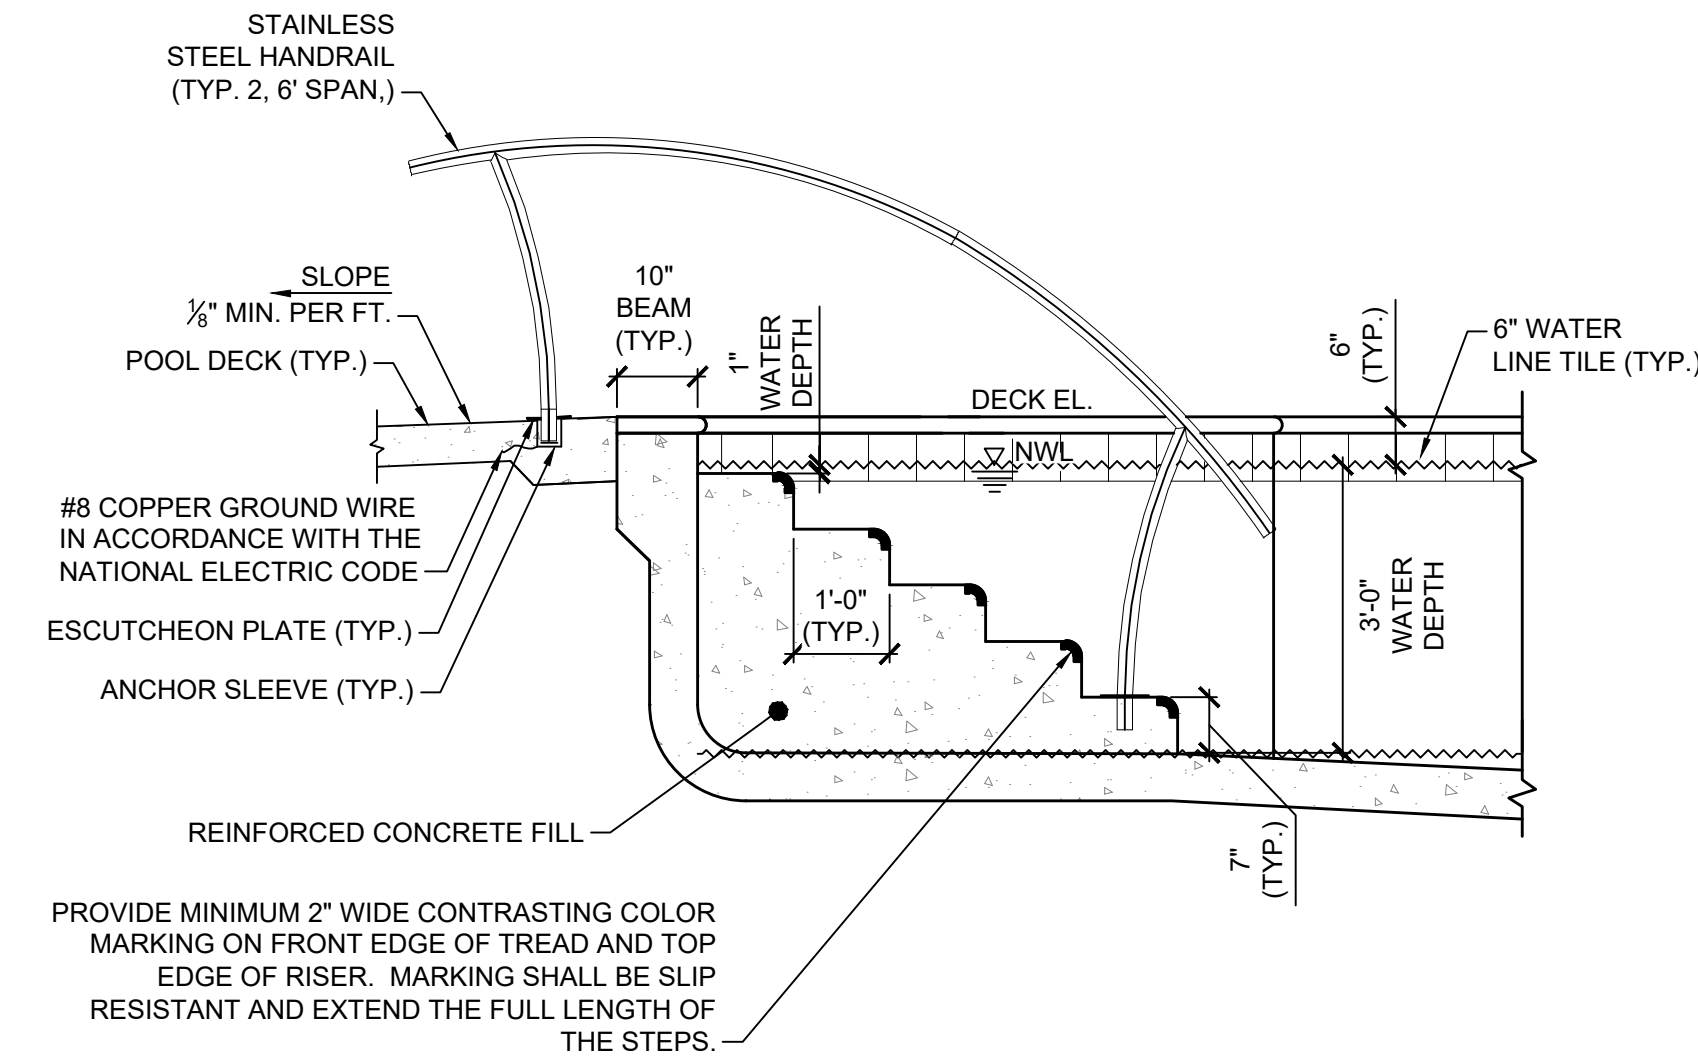 STAINLESS
STEEL HANDRAIL
(TYP. 2, 6' SPAN,)
SLOPE
⅛" MIN. PER FT.
POOL DECK (TYP.)
10"
BEAM
(TYP.)
1"
WATER
DEPTH
DECK EL.
NWL
6"
(TYP.)
6" WATER
LINE TILE (TYP.)
#8 COPPER GROUND WIRE
IN ACCORDANCE WITH THE
NATIONAL ELECTRIC CODE
ESCUTCHEON PLATE (TYP.)
ANCHOR SLEEVE (TYP.)
1'-0"
(TYP.)
3'-0"
WATER
DEPTH
REINFORCED CONCRETE FILL
7"
(TYP.)
PROVIDE MINIMUM 2" WIDE CONTRASTING COLOR
MARKING ON FRONT EDGE OF TREAD AND TOP
EDGE OF RISER.  MARKING SHALL BE SLIP
RESISTANT AND EXTEND THE FULL LENGTH OF
THE STEPS.